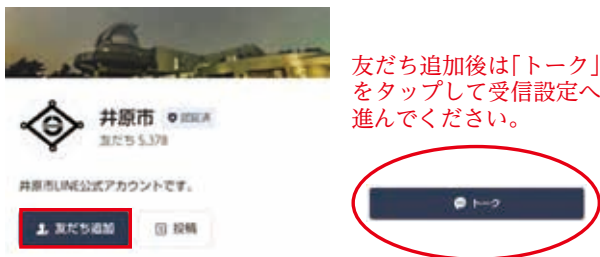 井原市 認証済
友だち 5,378
井原市LINE公式アカウントです。
友だち追加
投稿
友だち追加後は「トーク」
をタップして受信設定へ
進んでください。
トーク